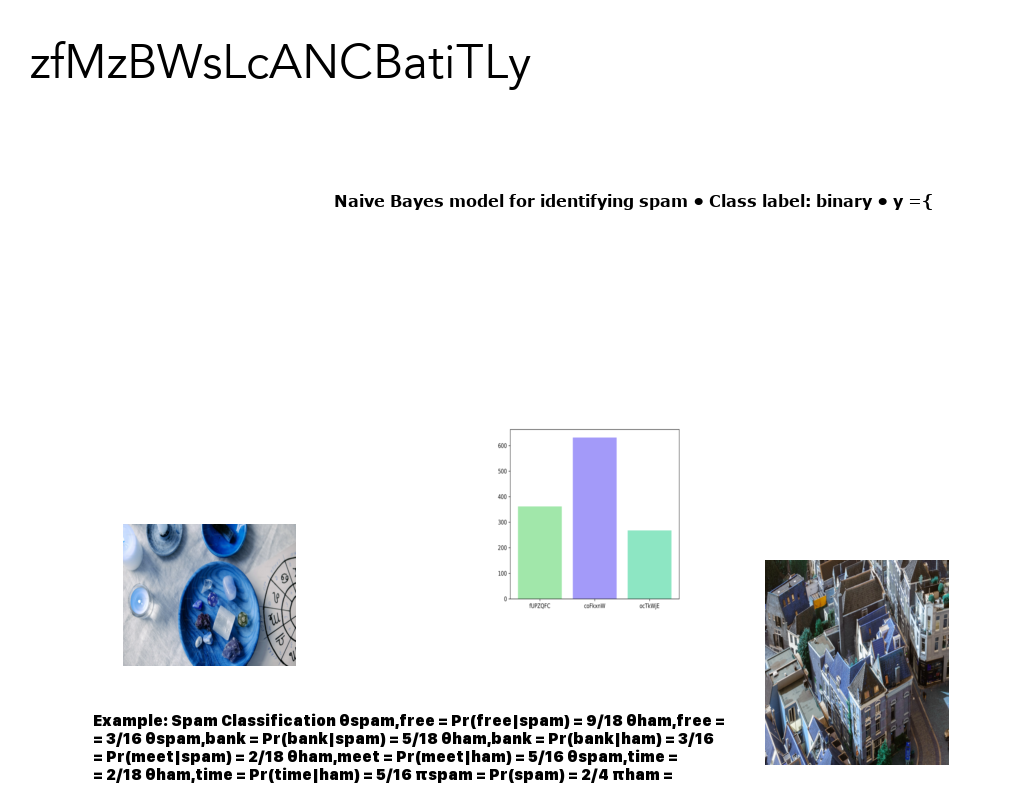 zfMzBWsLcANCBatiTLy
Naive Bayes model for identifying spam • Class label: binary • y ={
600
500
400
300
200
100
0
Example: Spam Classification θspam,free = Pr(free|spam) = 9/18 θham,free =
= 3/16 θspam,bank = Pr(bank|spam) = 5/18 θham,bank = Pr(bank|ham) = 3/16
= Pr(meet|spam) = 2/18 θham,meet = Pr(meet|ham) = 5/16 θspam,time =
= 2/18 θham,time = Pr(time|ham) = 5/16 πspam = Pr(spam) = 2/4 πham =